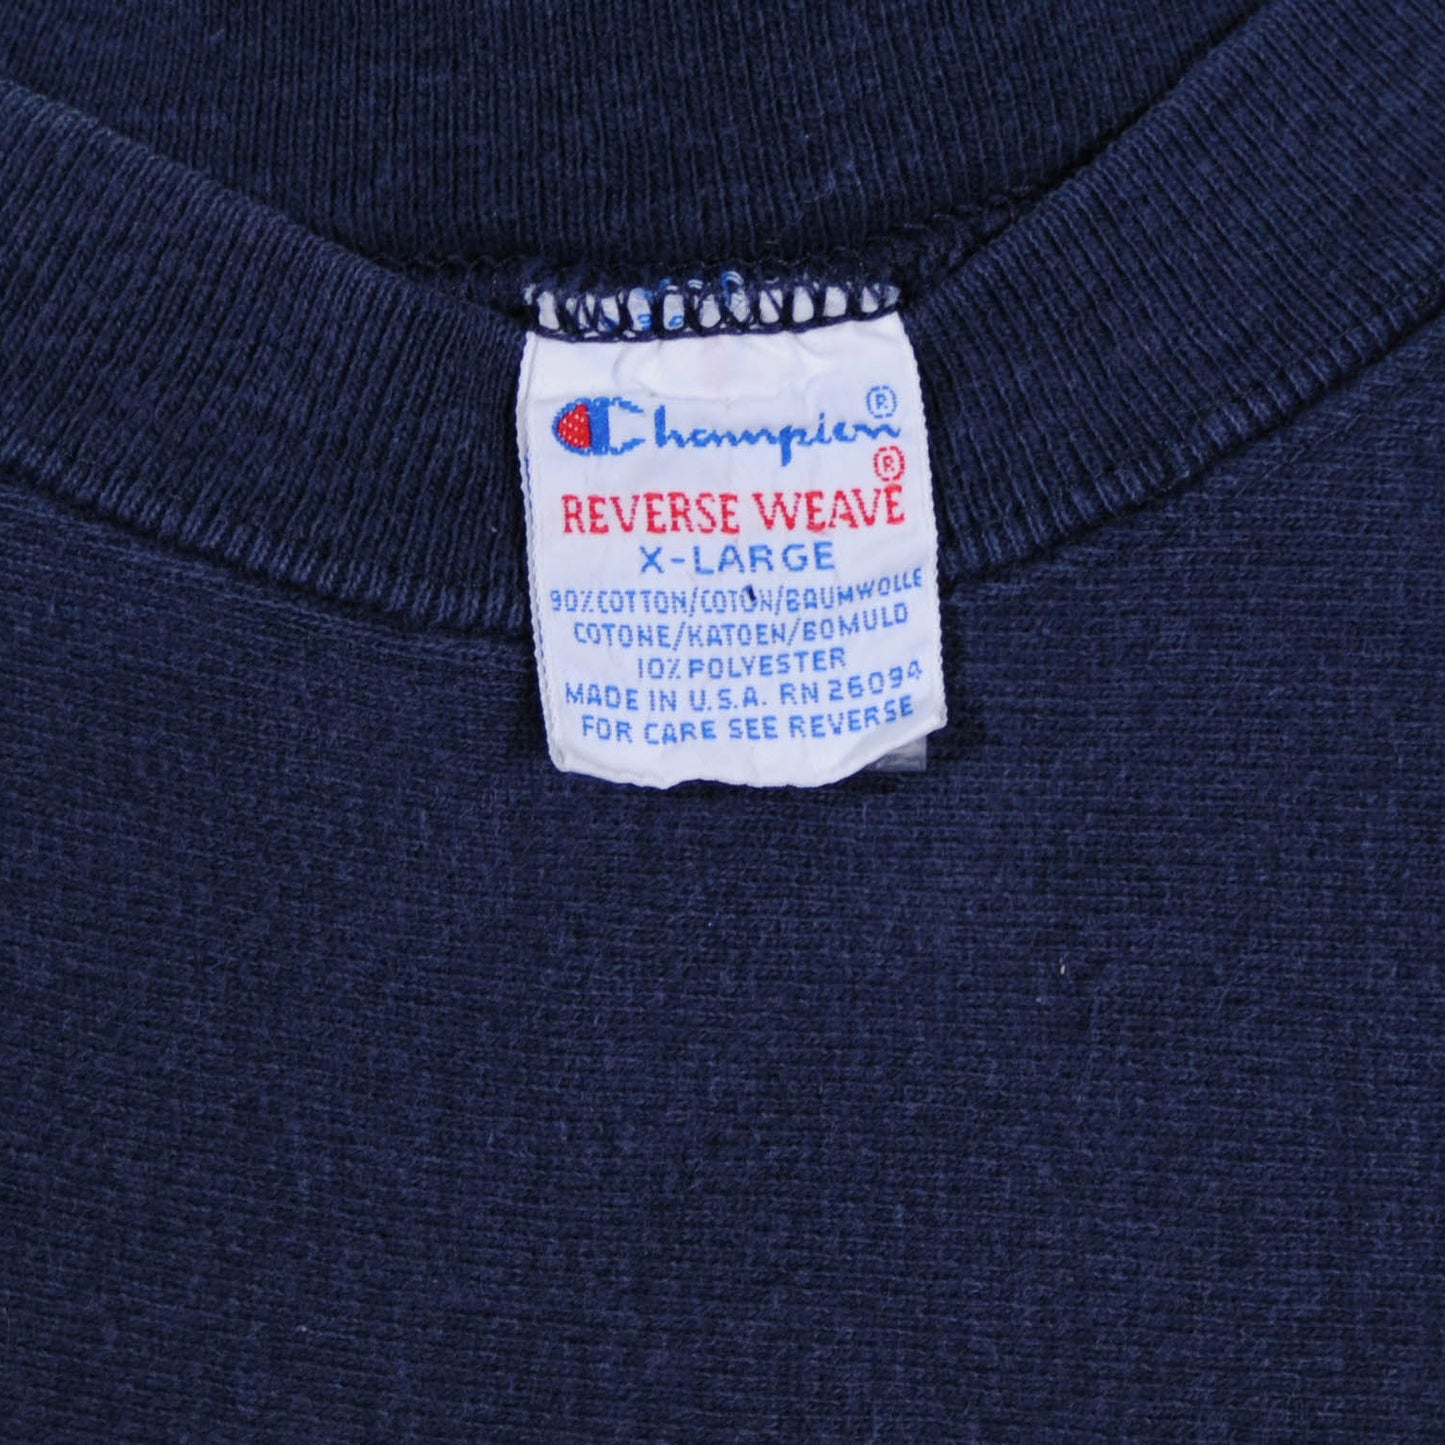 Champion®
REVERSE WEAVE®
X-LARGE
90% COTTON/COTON/BAUMWOLLE
COTONE/KATOEN/BOMULD
10% POLYESTER
MADE IN U.S.A. RN 26094
FOR CARE SEE REVERSE